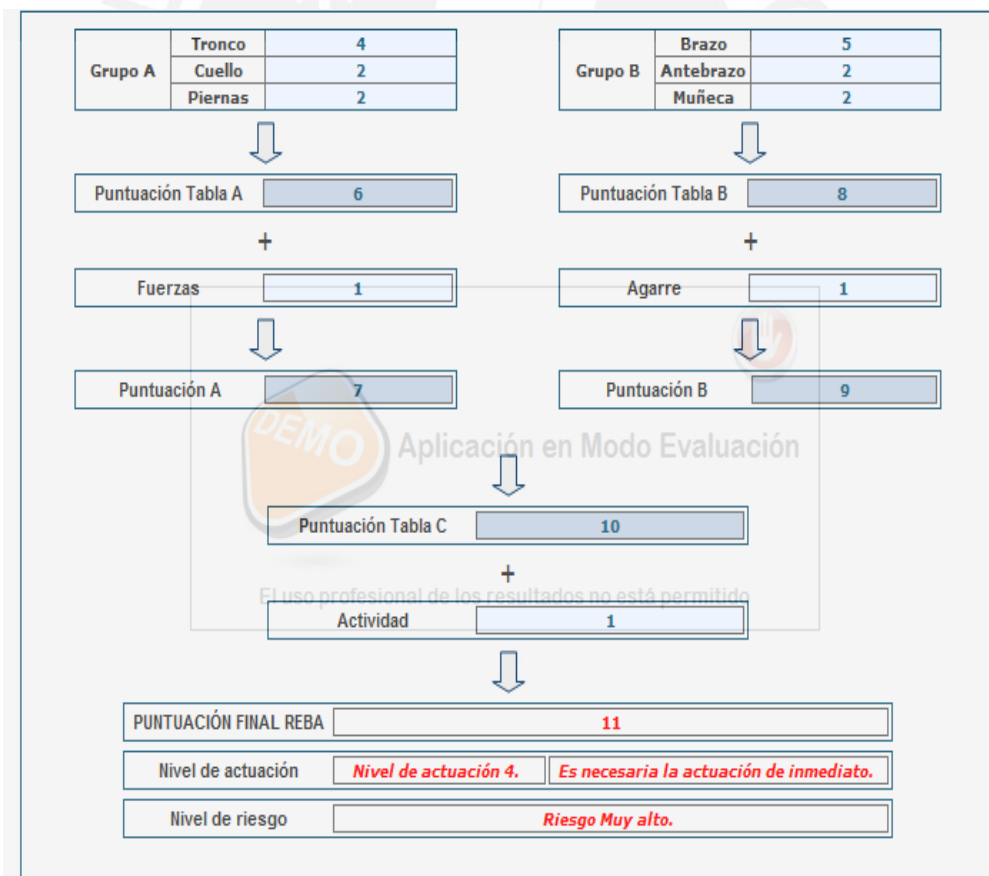 Tronco 4
Grupo A Cuello 2
Piernas 2
Brazo 5
Grupo B Antebrazo 2
Muñeca 2
Puntuación Tabla A 6
Puntuación Tabla B 8
+ +
Fuerzas 1
Agarre 1
Puntuación A 7
Puntuación B 9
DEMO Aplicación en Modo Evaluación
Puntuación Tabla C 10
+
El uso profesional de los resultados no está permitido
Actividad 1
PUNTUACIÓN FINAL REBA 11
Nivel de actuación Nivel de actuación 4. Es necesaria la actuación de inmediato.
Nivel de riesgo Riesgo Muy alto.